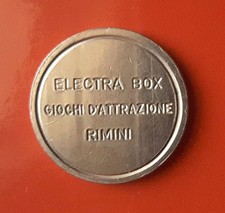 ELECTRA BOX
GIOCHI D'ATTRAZIONE
RIMINI